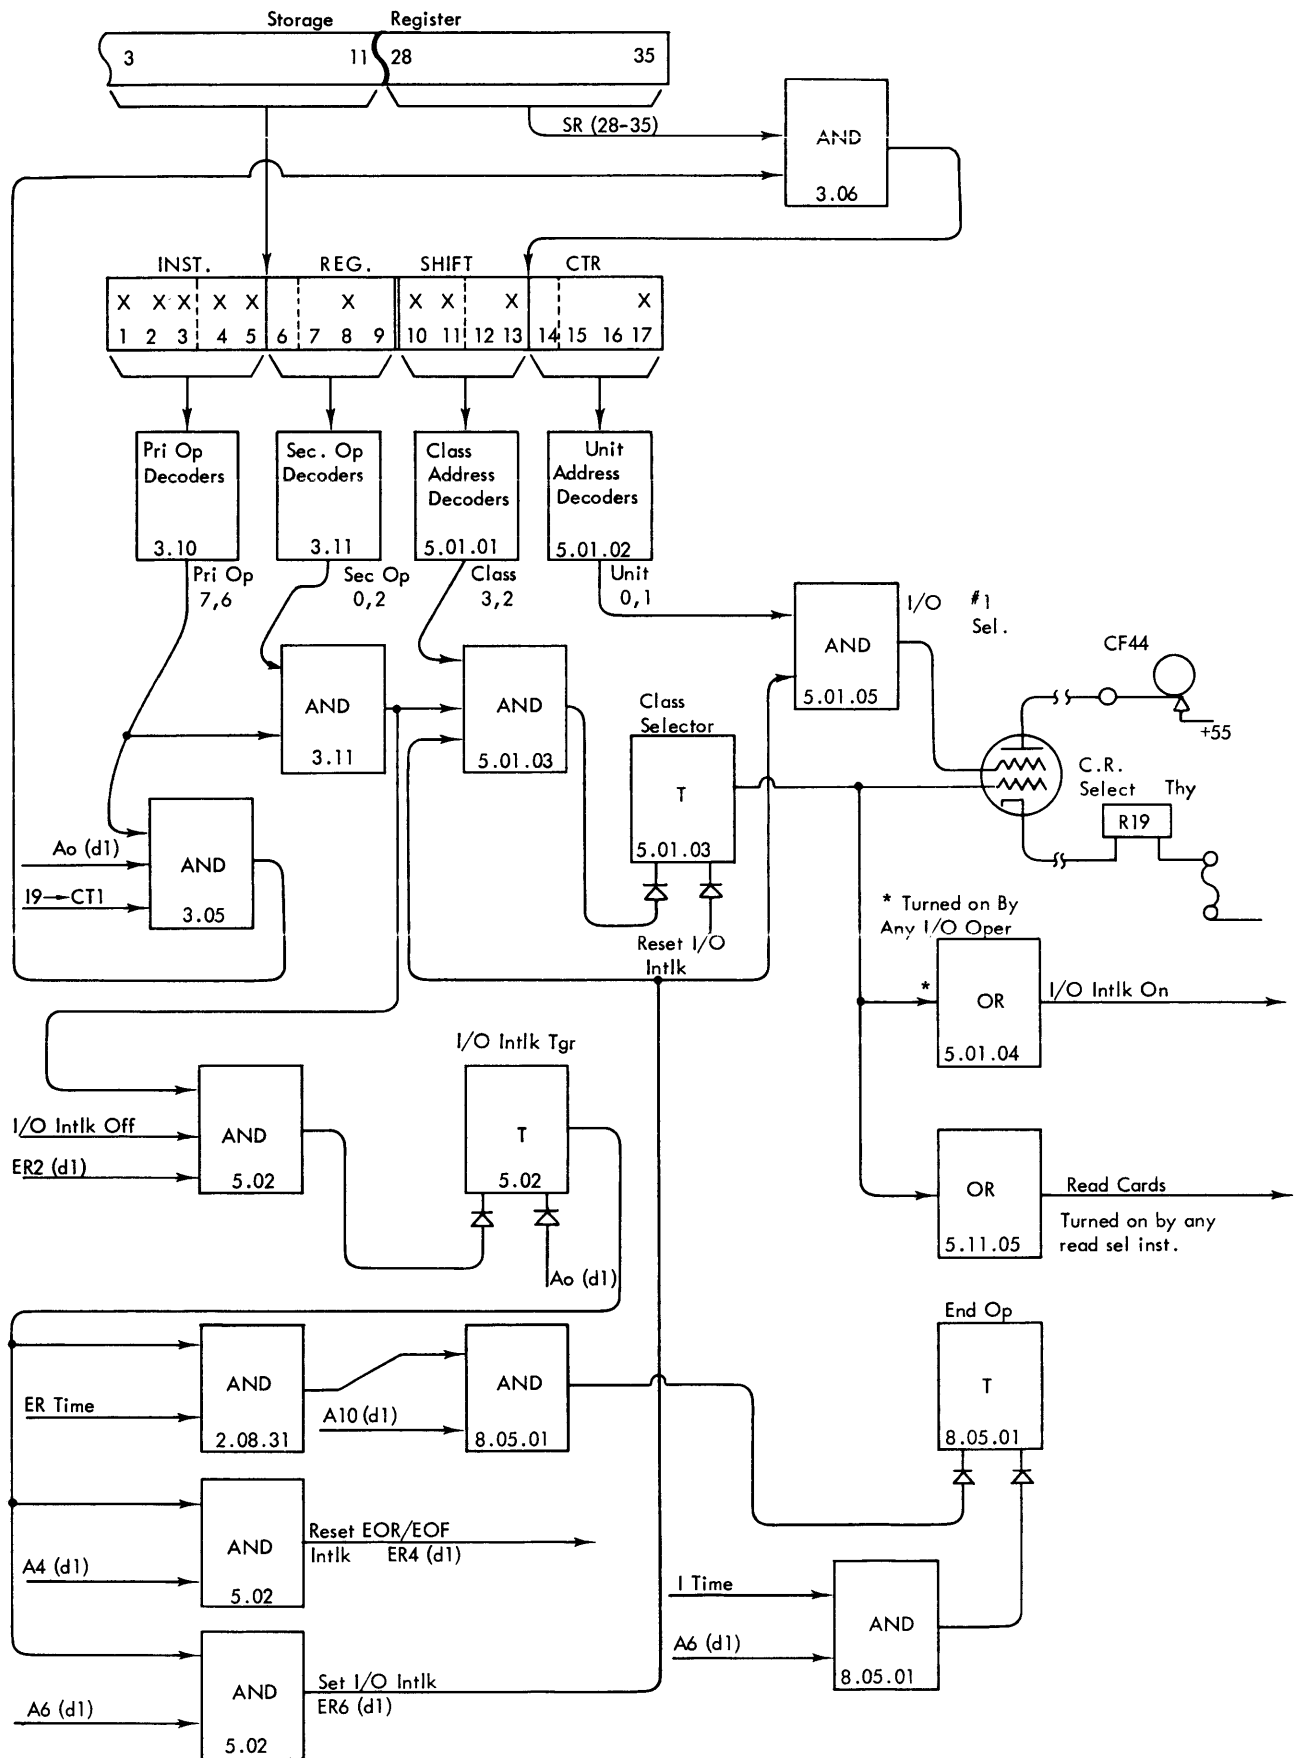 Storage Register
3 11 28 35
SR (28-35)
AND
3.06
INST. REG. SHIFT CTR
X X X X X X X X X X
1 2 3 4 5 6 7 8 9 10 11 12 13 14 15 16 17
Pri Op
Decoders
3.10
Sec. Op
Decoders
3.11
Class
Address
Decoders
5.01.01
Unit
Address
Decoders
5.01.02
Pri Op
7,6
Sec Op
0,2
Class
3,2
Unit
0,1
AND
5.01.05
I/O #1
Sel.
CF44
+55
AND
3.11
AND
5.01.03
Class
Selector
T
5.01.03
C.R.
Select Thy
R19
Ao (d1)
I9→CT1
AND
3.05
Reset I/O
Intlk
* Turned on By
Any I/O Oper
*
OR
5.01.04
I/O Intlk On
I/O Intlk Tgr
I/O Intlk Off
ER2 (d1)
AND
5.02
T
5.02
Ao (d1)
OR
5.11.05
Read Cards
Turned on by any
read sel inst.
End Op
T
8.05.01
ER Time
AND
2.08.31
A10 (d1)
AND
8.05.01
A4 (d1)
AND
5.02
Reset EOR/EOF
Intlk ER4 (d1)
I Time
A6 (d1)
AND
8.05.01
A6 (d1)
AND
5.02
Set I/O Intlk
ER6 (d1)